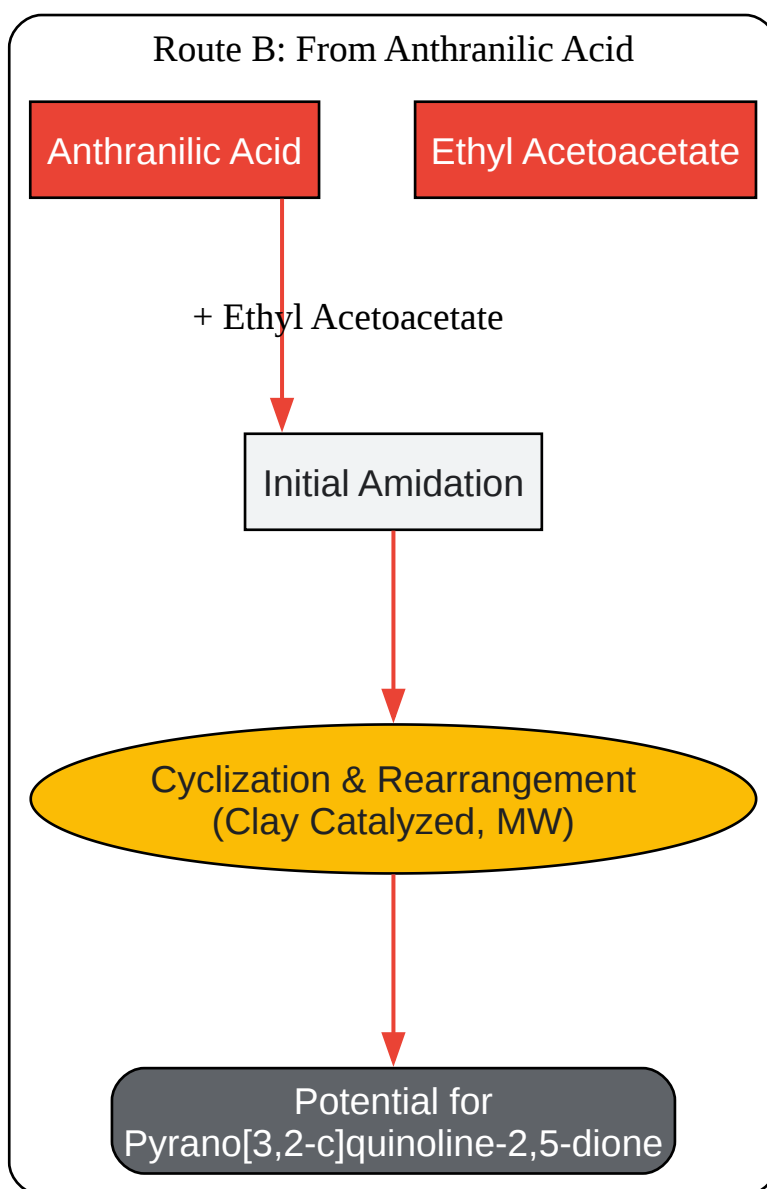 Route B: From Anthranilic Acid
Anthranilic Acid
Ethyl Acetoacetate
+ Ethyl Acetoacetate
Initial Amidation
Cyclization & Rearrangement
(Clay Catalyzed, MW)
Potential for
Pyrano[3,2-c]quinoline-2,5-dione